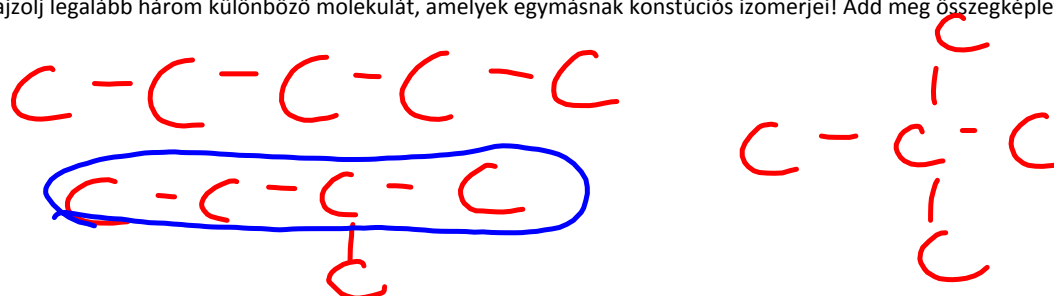 ajzolj legalább három különböző molekulát, amelyek egymásnak konstúciós izomerjei! Add meg összegképle
C
C – C – C – C – C
C – C – C
C – C – C – C
C
C